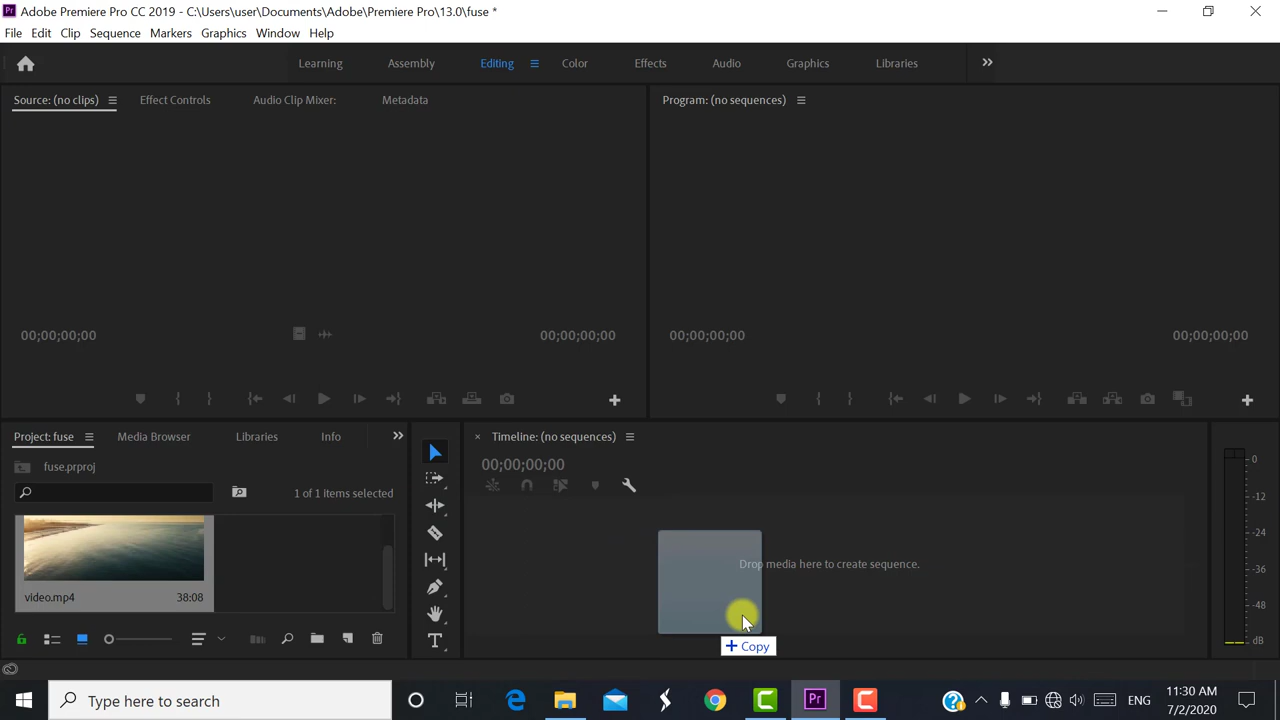 Adobe Premiere Pro CC 2019 - C:\Users\user\Documents\Adobe\Premiere Pro\13.0\fuse *
File Edit Clip Sequence Markers Graphics Window Help
Learning Assembly Editing Color Effects Audio Graphics Libraries
Source: (no clips) Effect Controls Audio Clip Mixer: Metadata
Program: (no sequences)
00;00;00;00 00;00;00;00
00;00;00;00 00;00;00;00
Project: fuse Media Browser Libraries Info
fuse.prproj
1 of 1 items selected
video.mp4 38:08
Timeline: (no sequences)
00;00;00;00
Drop media here to create sequence.
Copy
0
-12
-24
-36
-48
dB
Type here to search
ENG
11:30 AM
7/2/2020